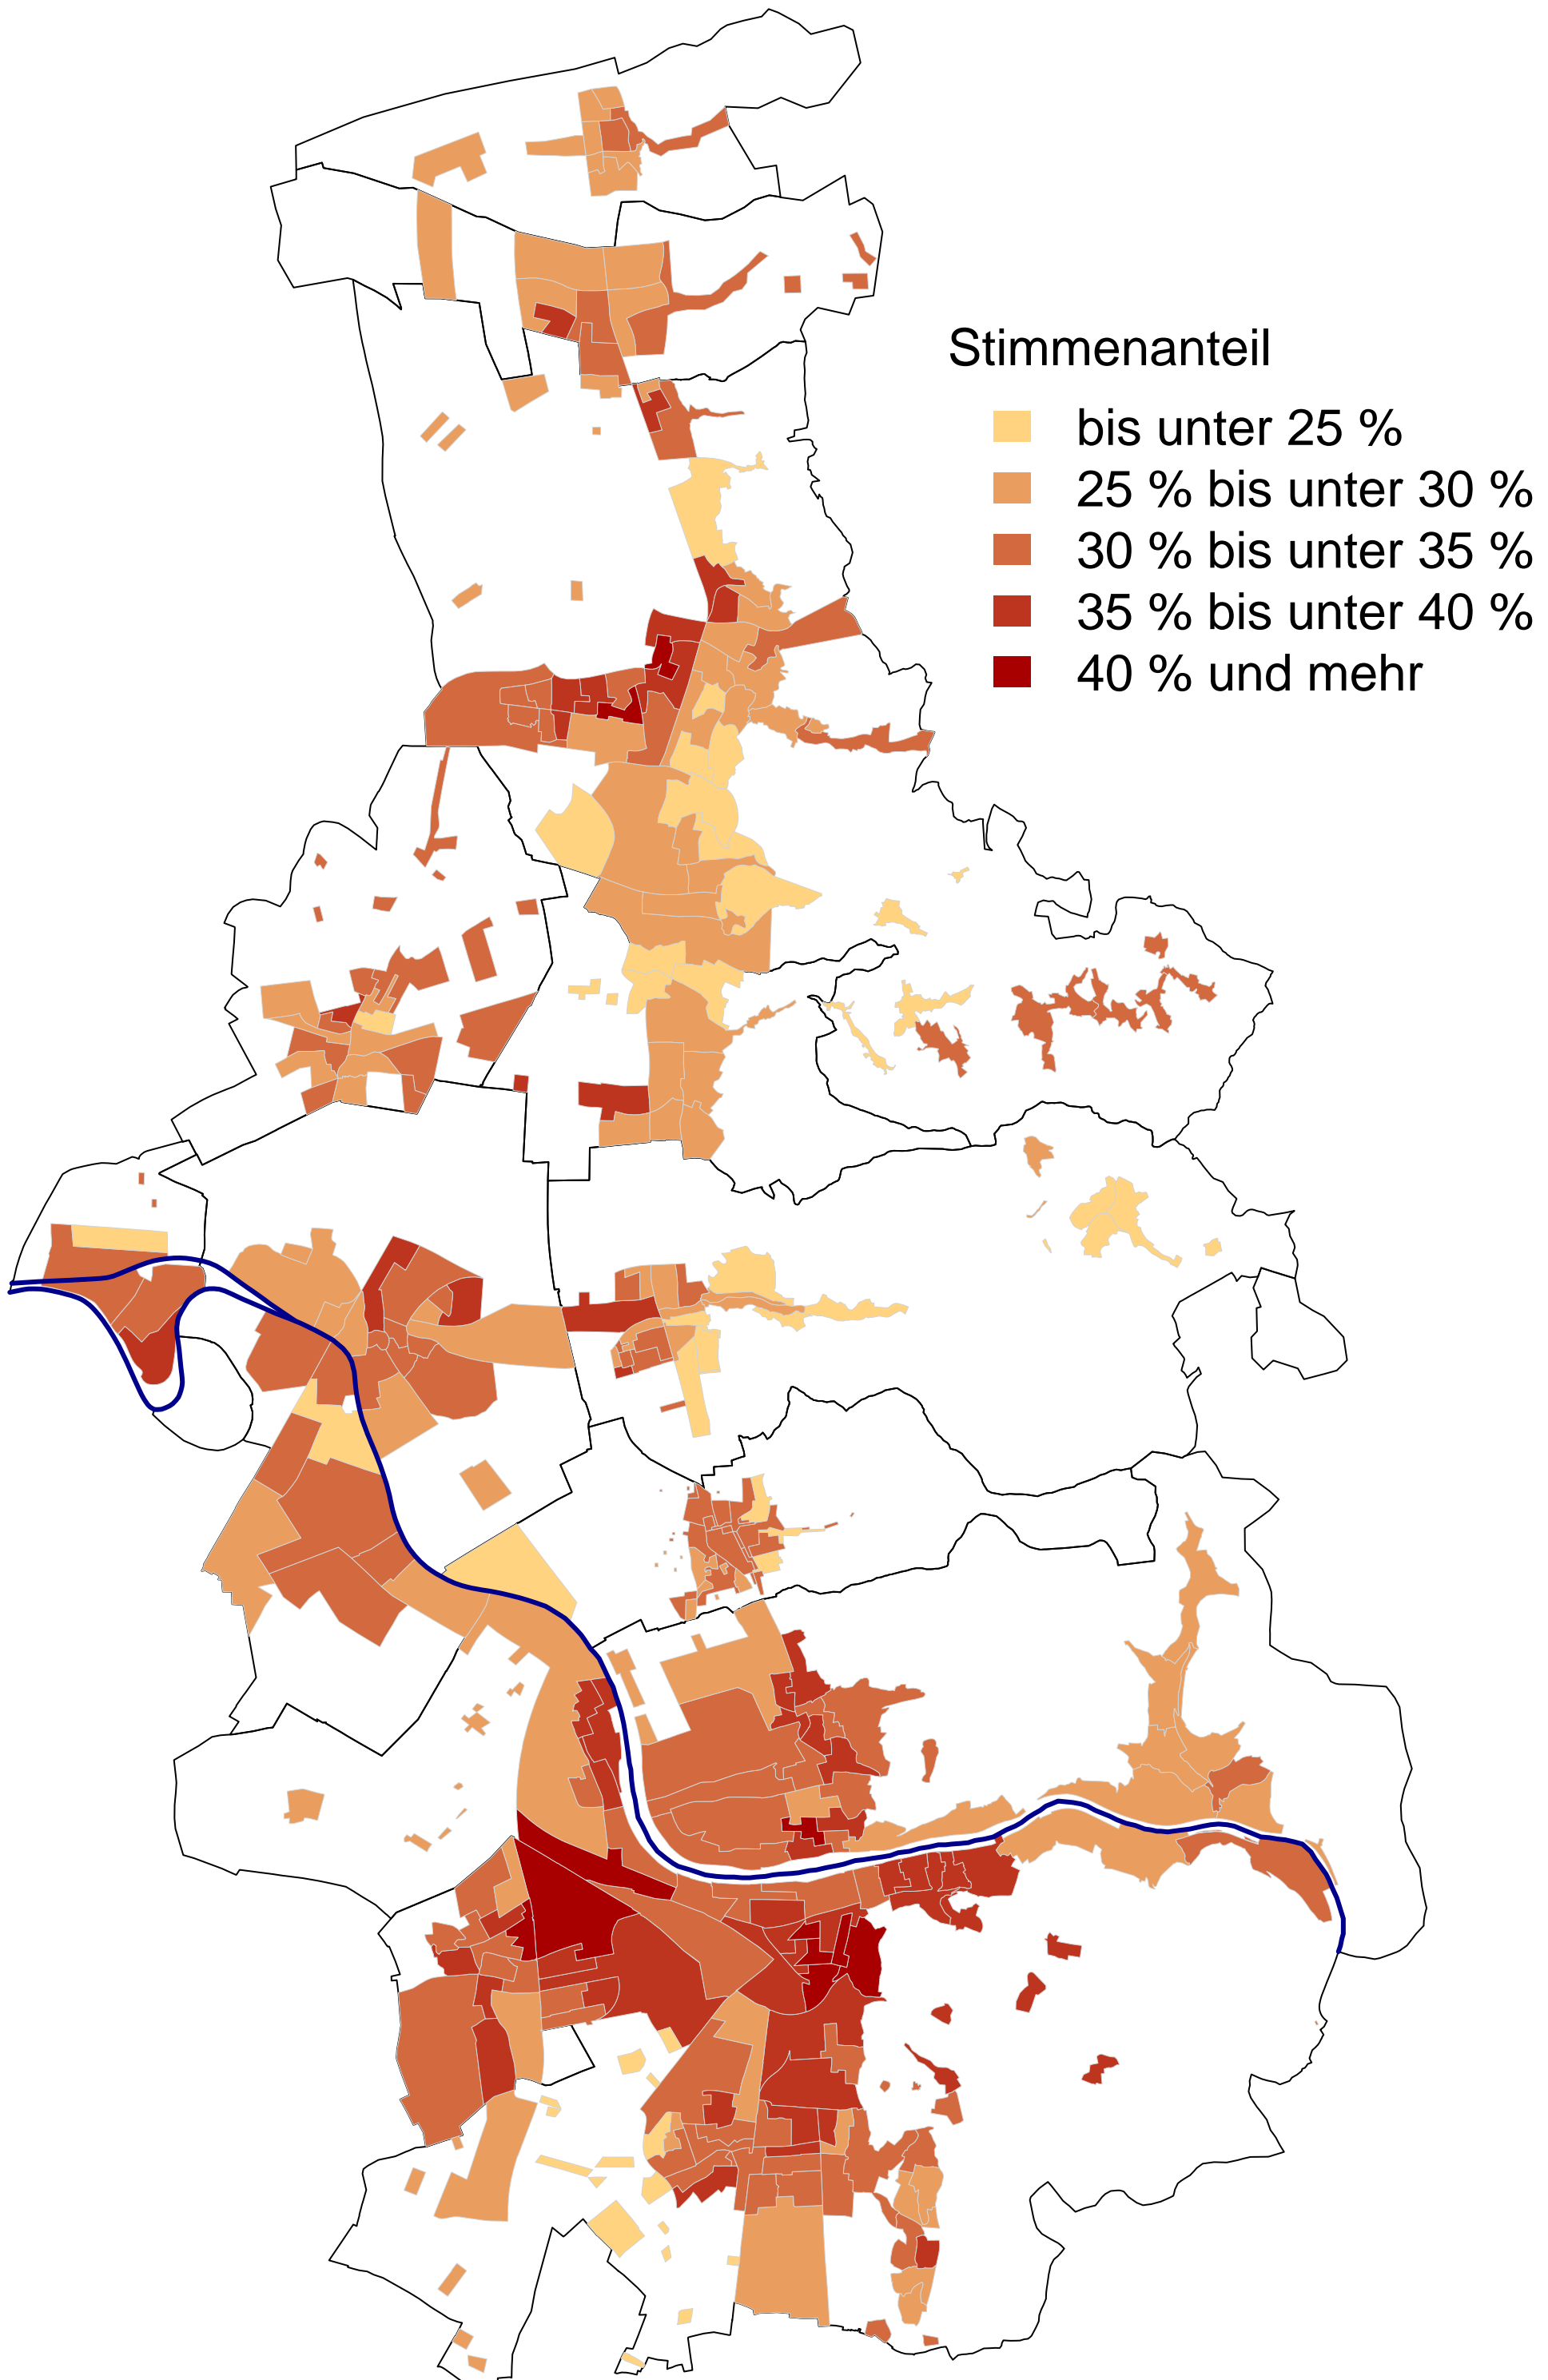 Stimmenanteil
bis unter 25 %
25 % bis unter 30 %
30 % bis unter 35 %
35 % bis unter 40 %
40 % und mehr